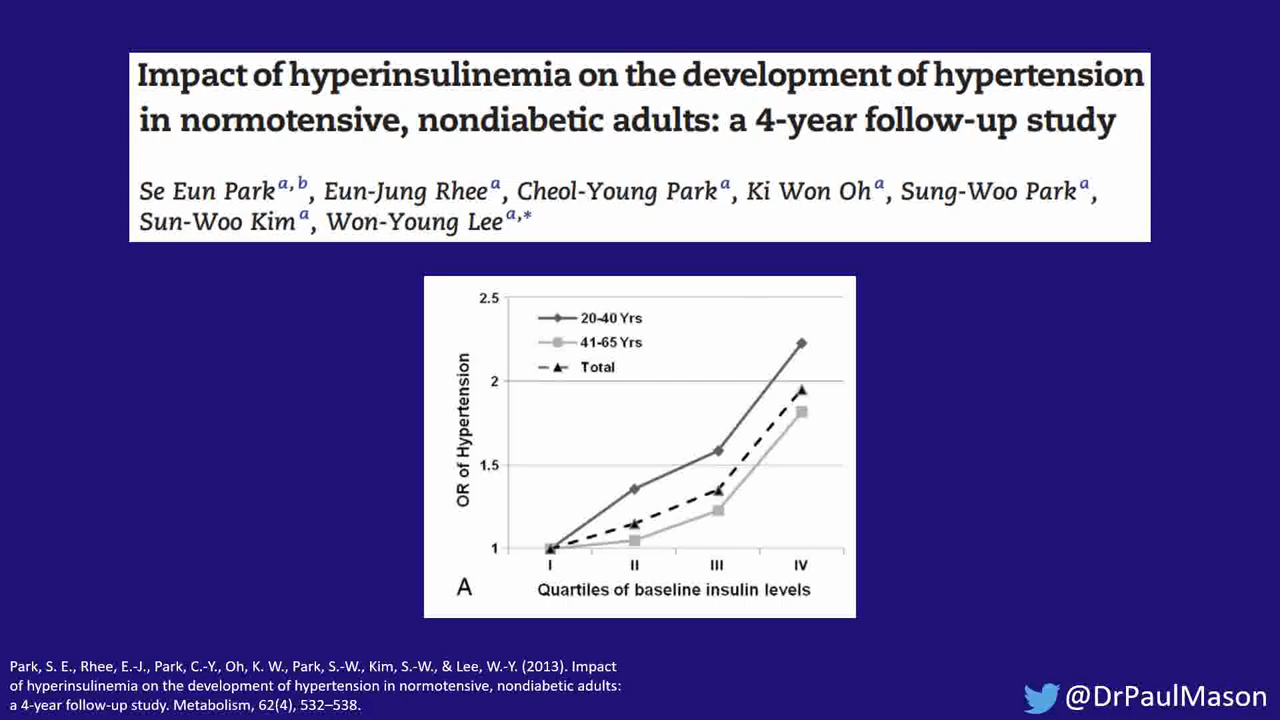 Impact of hyperinsulinemia on the development of hypertension
in normotensive, nondiabetic adults: a 4-year follow-up study
Se Eun Park a,b, Eun-Jung Rhee a, Cheol-Young Park a, Ki Won Oh a, Sung-Woo Park a,
Sun-Woo Kim a, Won-Young Lee a,*
2.5
2
1.5
1
OR of Hypertension
20-40 Yrs
41-65 Yrs
Total
I II III IV
A
Quartiles of baseline insulin levels
Park, S. E., Rhee, E.-J., Park, C.-Y., Oh, K. W., Park, S.-W., Kim, S.-W., & Lee, W.-Y. (2013). Impact
of hyperinsulinemia on the development of hypertension in normotensive, nondiabetic adults:
a 4-year follow-up study. Metabolism, 62(4), 532–538.
@DrPaulMason